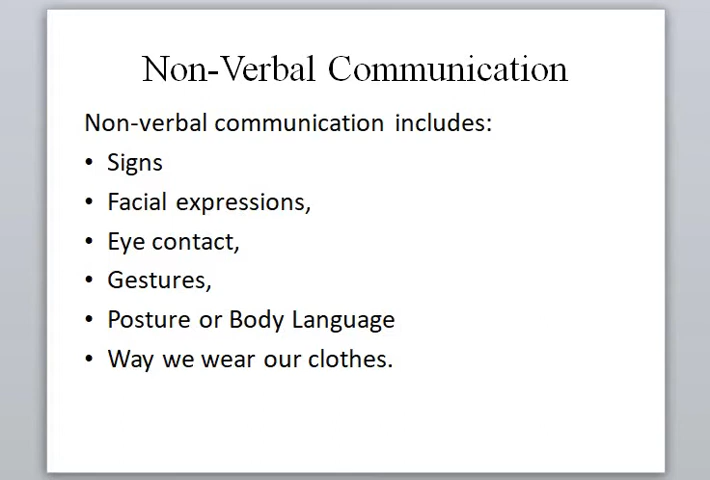 Non-Verbal Communication
Non-verbal communication includes:
• Signs
• Facial expressions,
• Eye contact,
• Gestures,
• Posture or Body Language
• Way we wear our clothes.